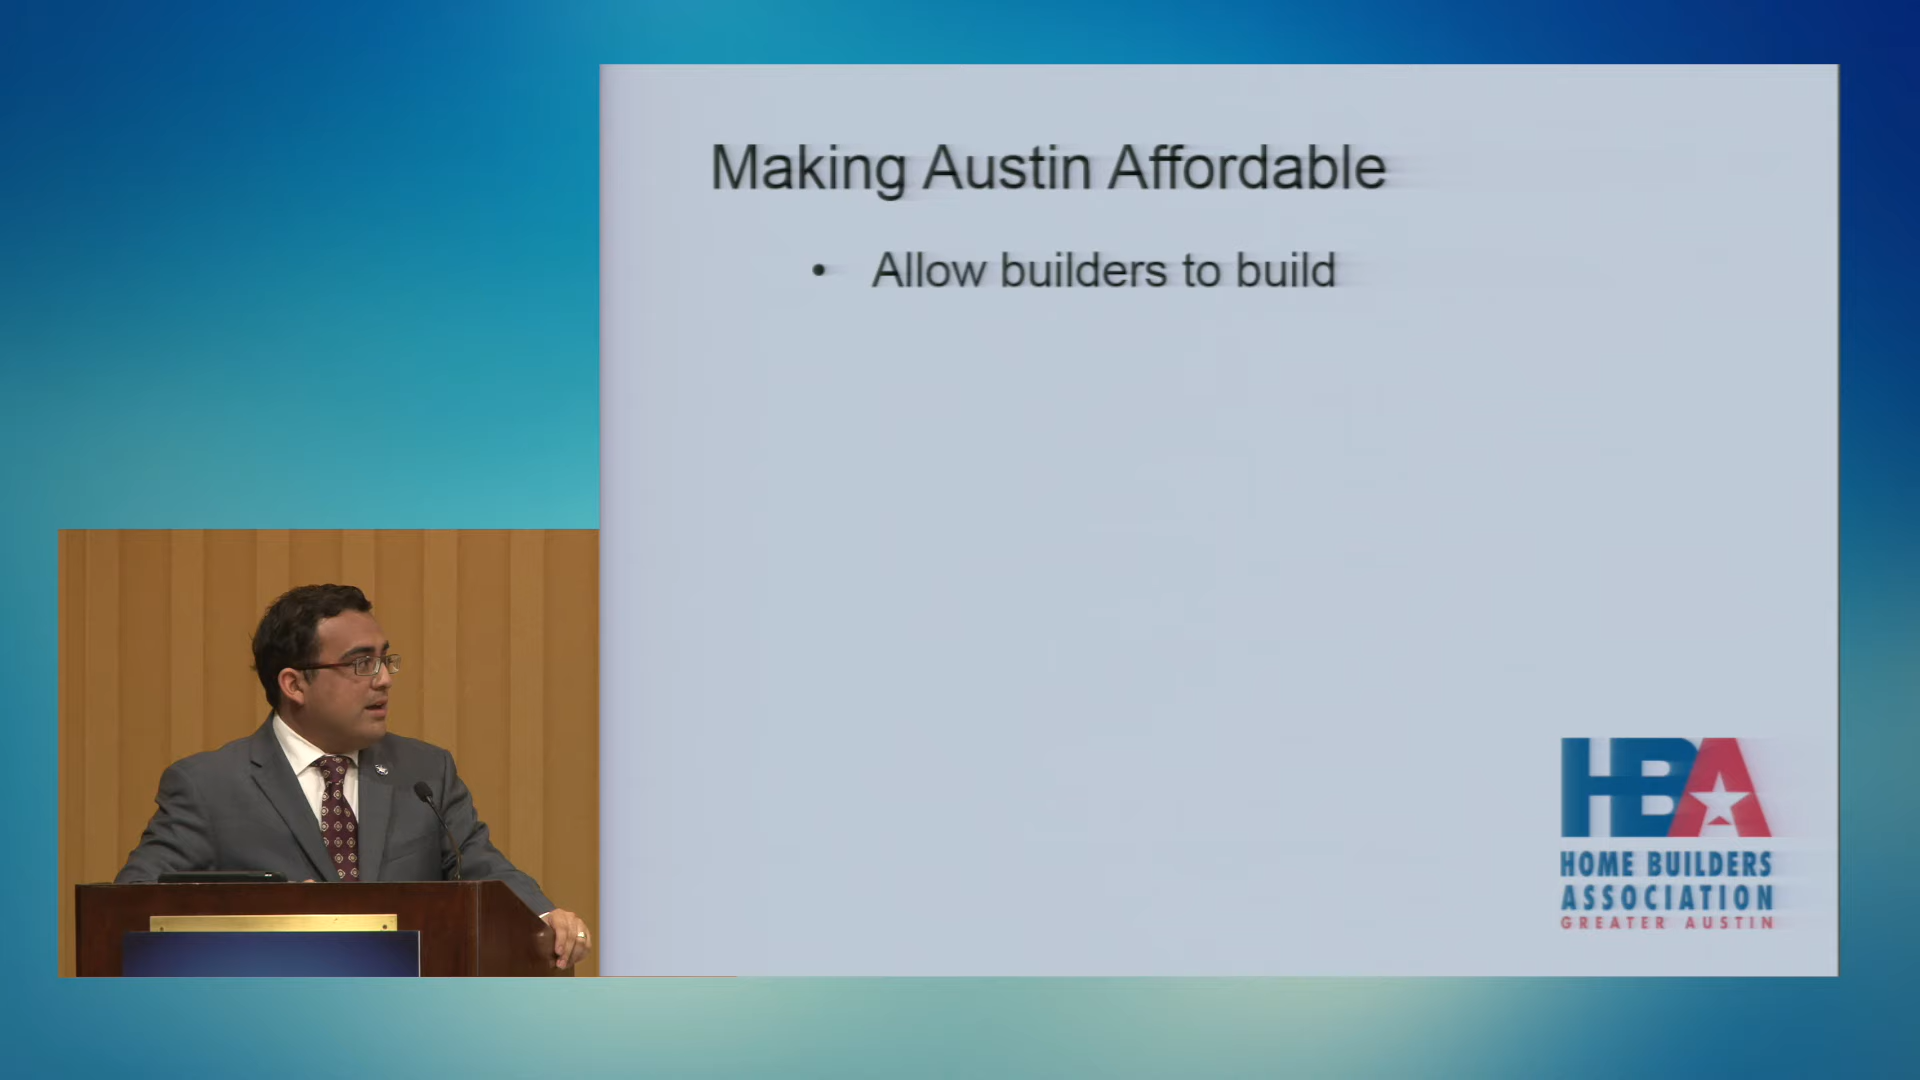 Making Austin Affordable
• Allow builders to build
HBA
HOME BUILDERS
ASSOCIATION
GREATER AUSTIN